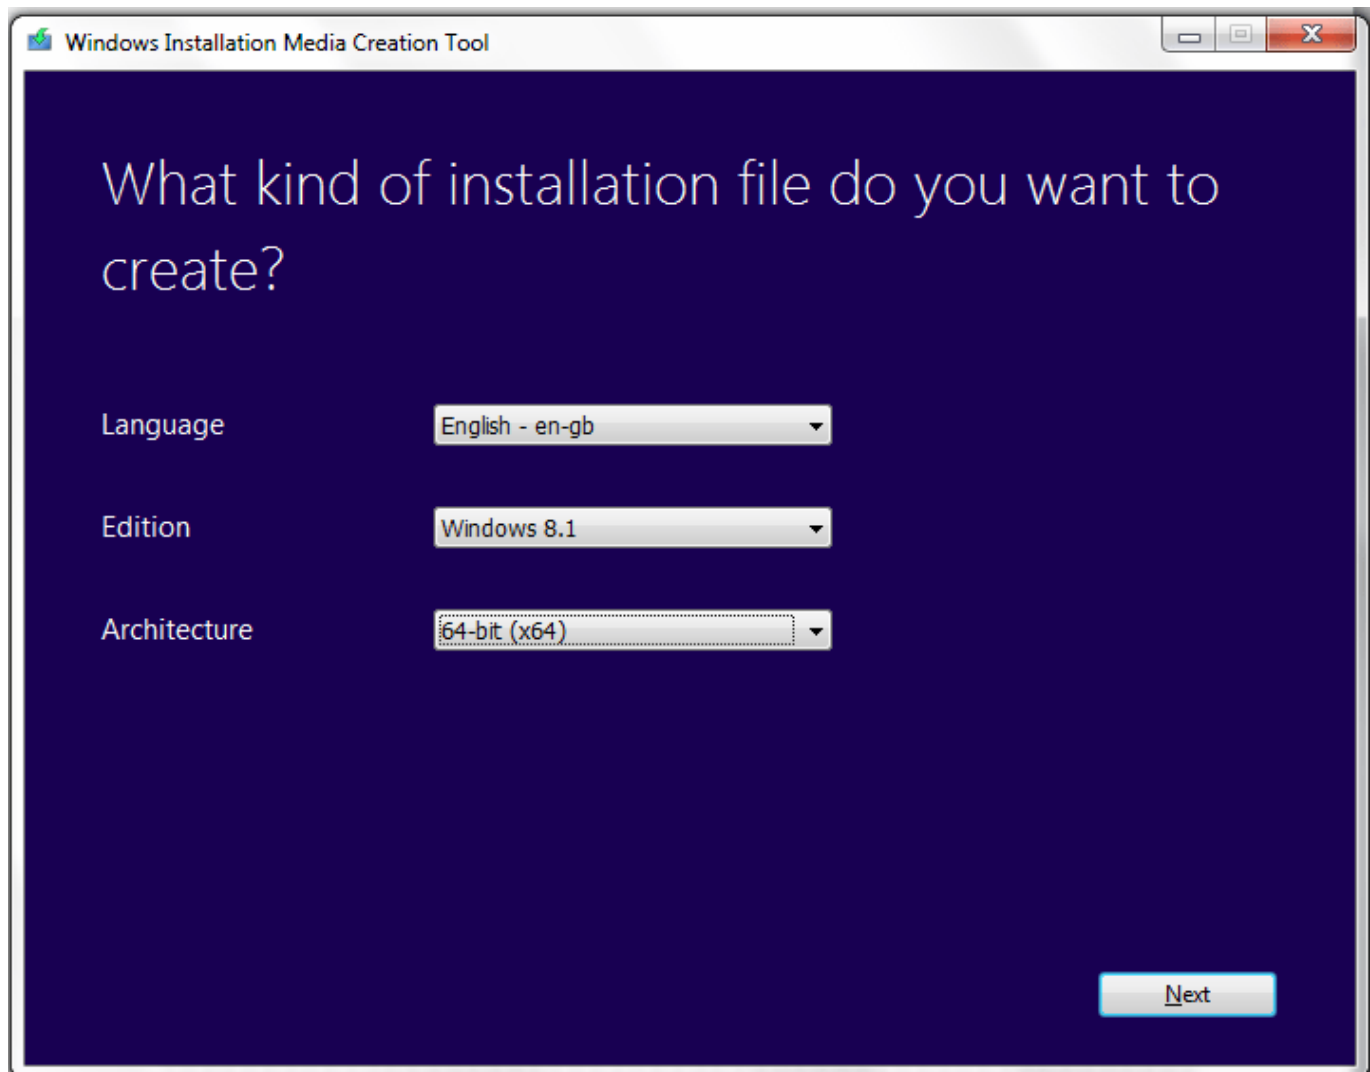 Windows Installation Media Creation Tool
What kind of installation file do you want to
create?
Language
English - en-gb
Edition
Windows 8.1
Architecture
64-bit (x64)
Next